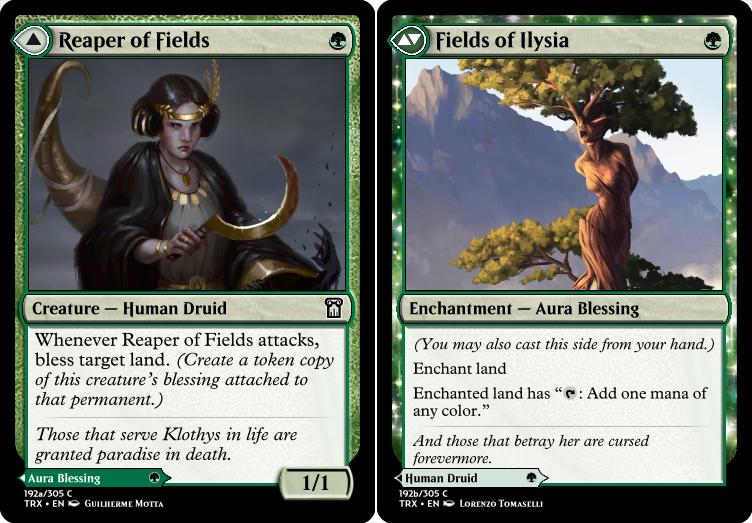 Reaper of Fields
Creature — Human Druid
Whenever Reaper of Fields attacks,
bless target land. (Create a token copy
of this creature's blessing attached to
that permanent.)
Those that serve Klothys in life are
granted paradise in death.
Aura Blessing
1/1
192a/305 C
TRX • EN Guilherme Motta
Fields of Ilysia
Enchantment — Aura Blessing
(You may also cast this side from your hand.)
Enchant land
Enchanted land has “: Add one mana of
any color.”
And those that betray her are cursed
forevermore.
Human Druid
192b/305 C
TRX • EN Lorenzo Tomaselli